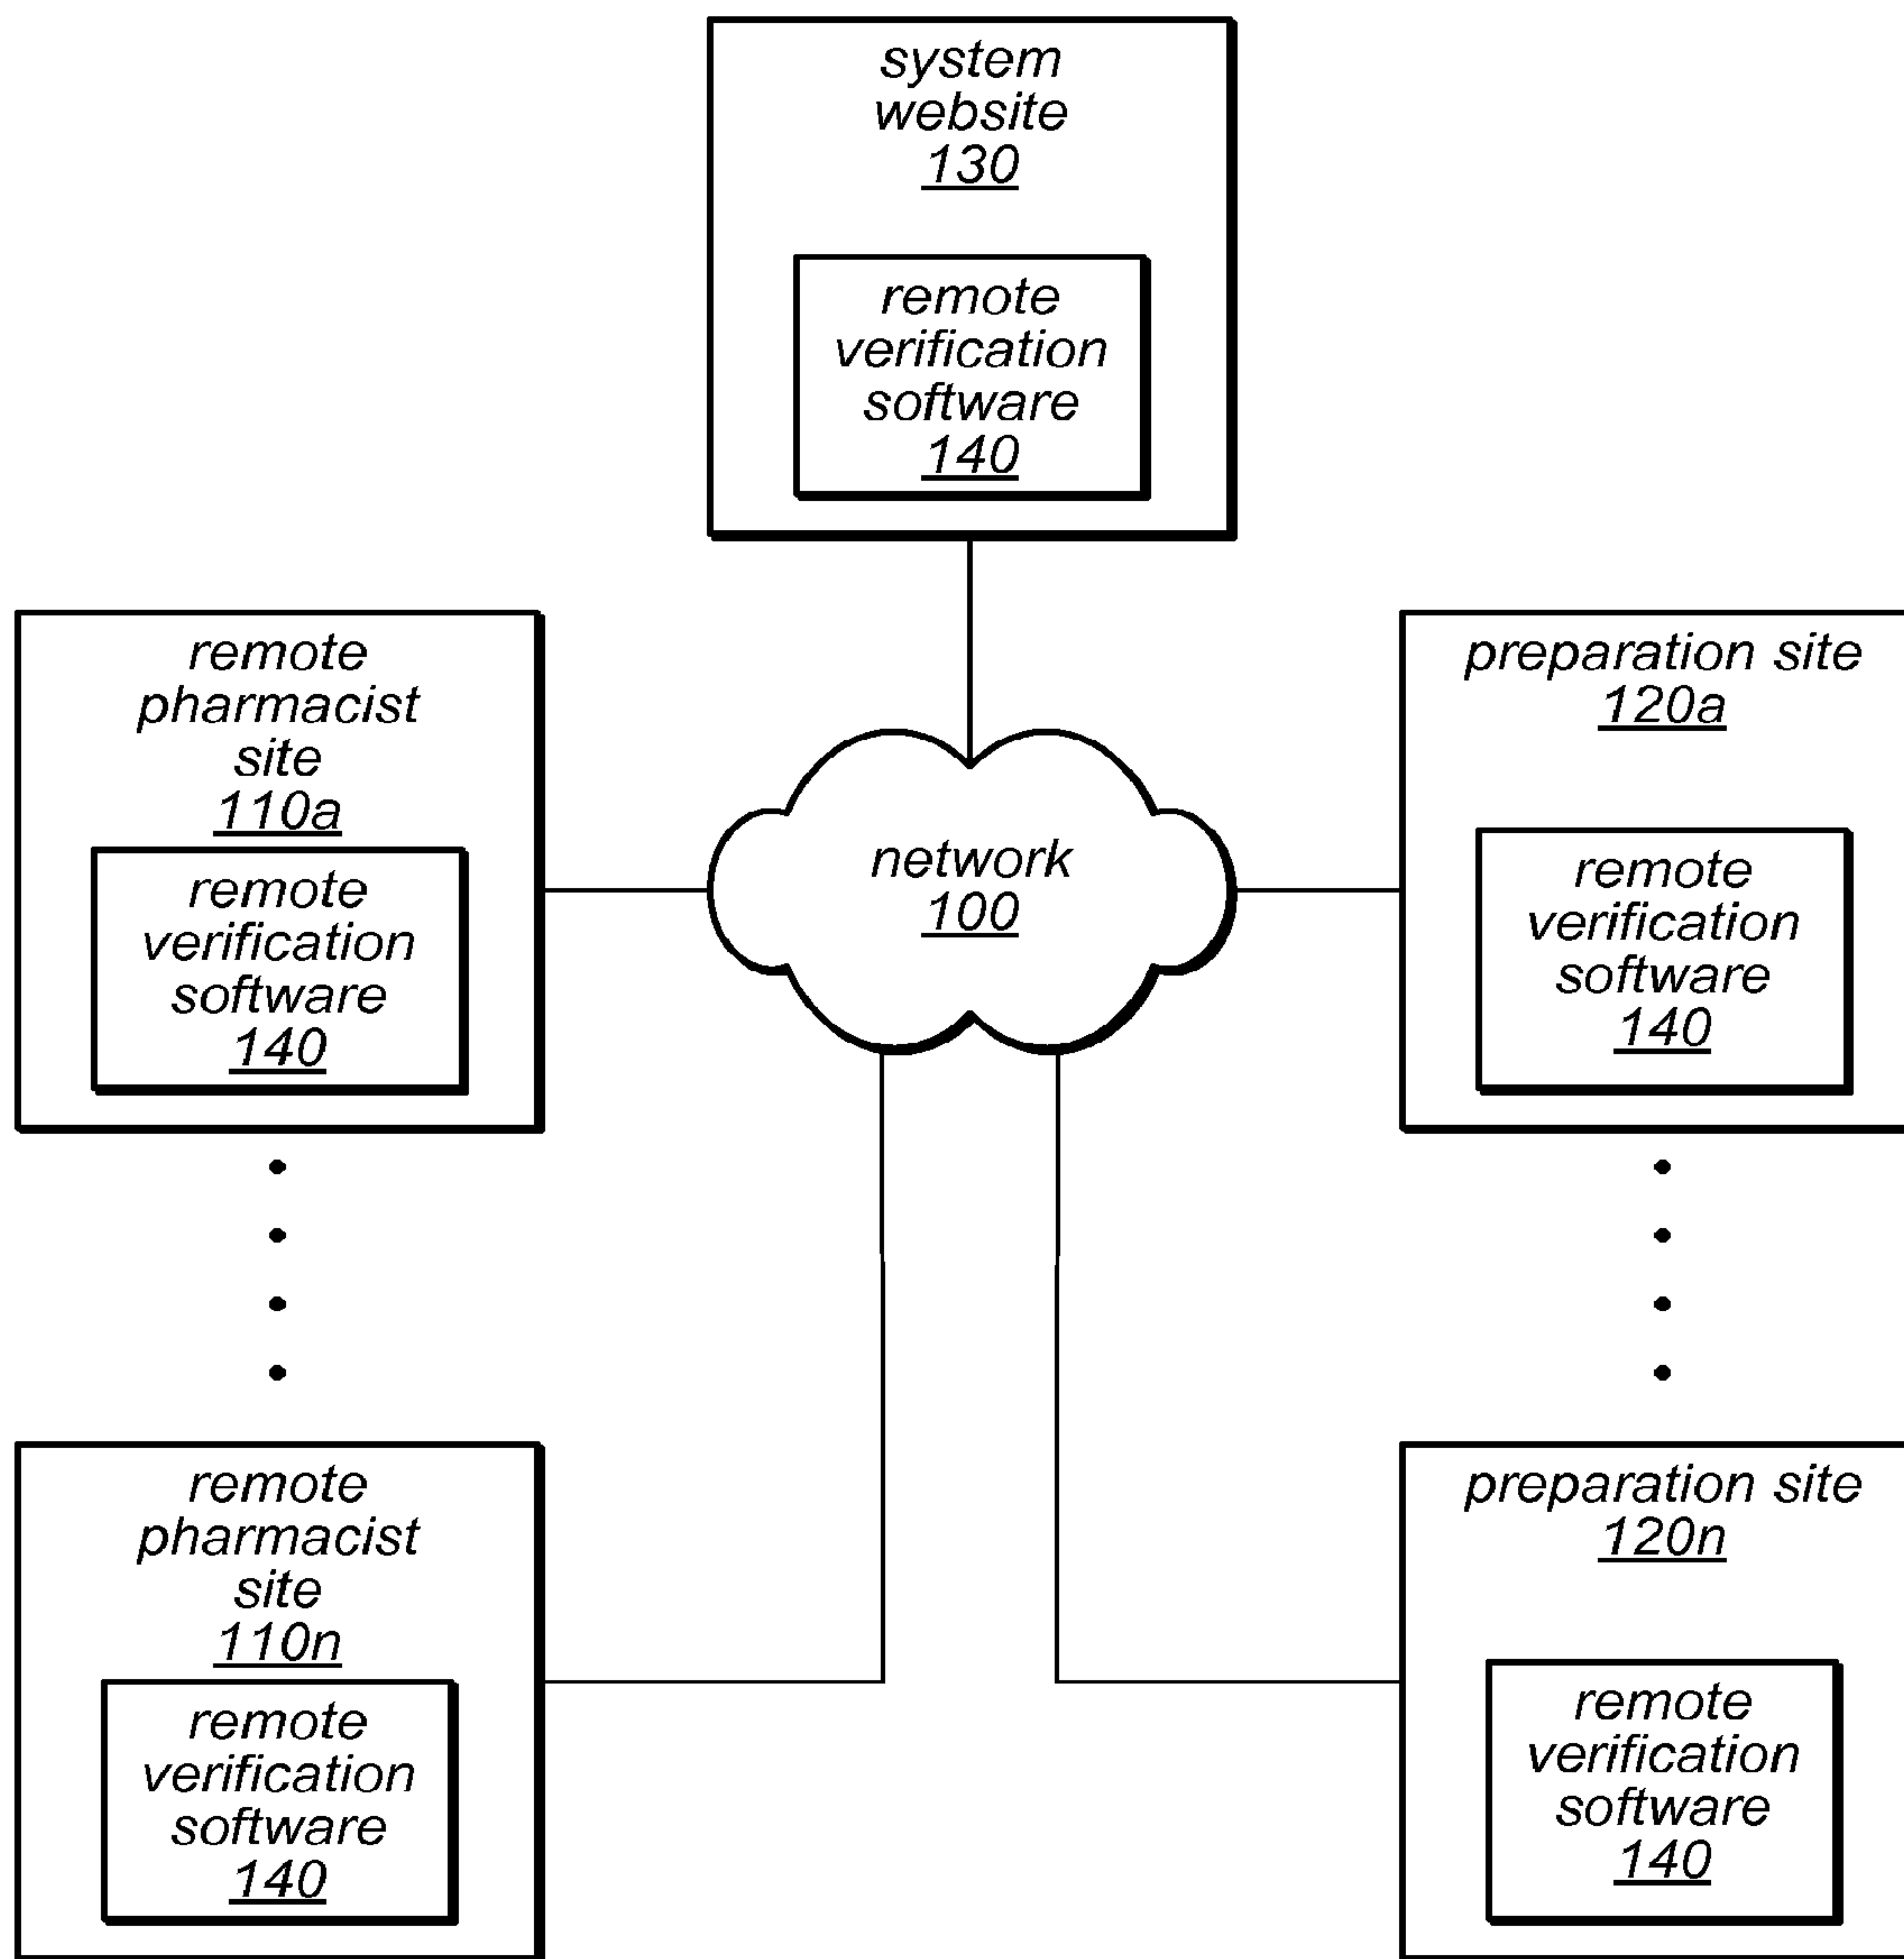 system
website
130
remote
verification
software
140
remote
pharmacist
site
110a
remote
verification
software
140
network
100
preparation site
120a
remote
verification
software
140
remote
pharmacist
site
110n
remote
verification
software
140
preparation site
120n
remote
verification
software
140